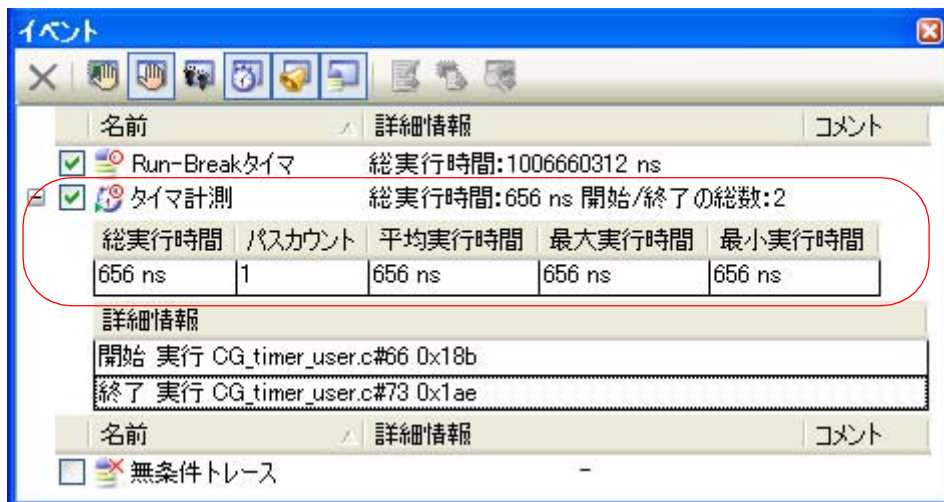 イベント
名前 詳細情報 コメント
Run-Breakタイマ 総実行時間:1006660312 ns
タイマ計測 総実行時間:656 ns 開始/終了の総数:2
総実行時間 パスカウント 平均実行時間 最大実行時間 最小実行時間
656 ns 1 656 ns 656 ns 656 ns
詳細情報
開始 実行 CG_timer_user.c#66 0x18b
終了 実行 CG_timer_user.c#73 0x1ae
名前 詳細情報 コメント
無条件トレース -